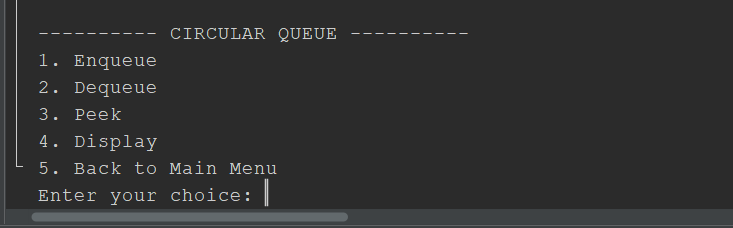 ---------- CIRCULAR QUEUE ----------
1. Enqueue
2. Dequeue
3. Peek
4. Display
5. Back to Main Menu
Enter your choice: